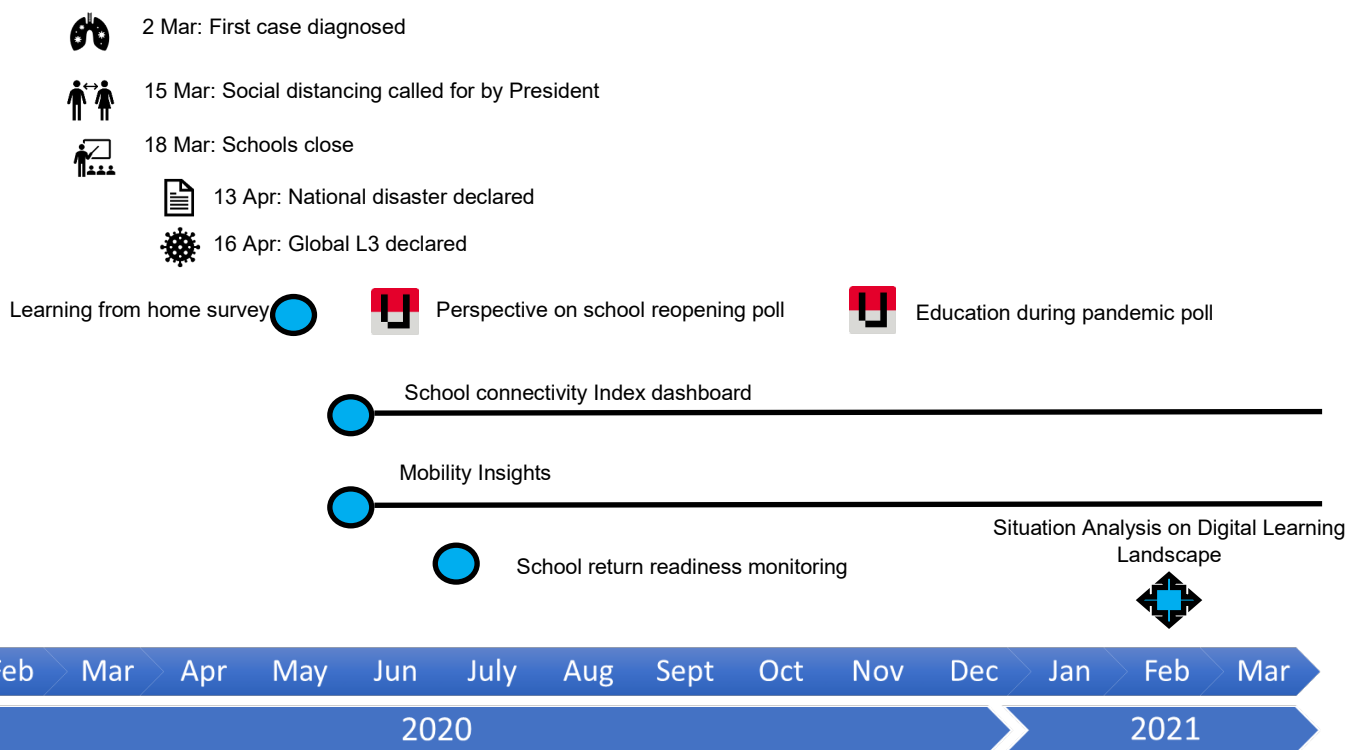 2 Mar: First case diagnosed
15 Mar: Social distancing called for by President
18 Mar: Schools close
13 Apr: National disaster declared
16 Apr: Global L3 declared
Learning from home survey
Perspective on school reopening poll
Education during pandemic poll
School connectivity Index dashboard
Mobility Insights
Situation Analysis on Digital Learning
Landscape
School return readiness monitoring
eb Mar Apr May Jun July Aug Sept Oct Nov Dec Jan Feb Mar
2020 2021